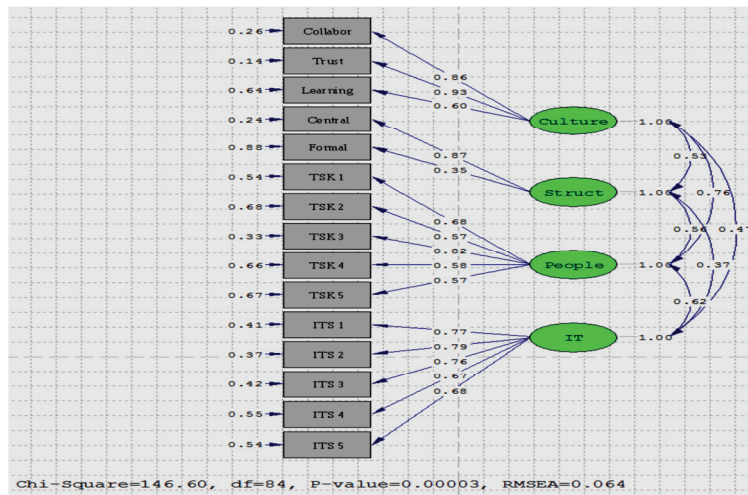 0.26 Collabor
0.14 Trust
0.64 Learning
0.24 Central
0.88 Formal
0.54 TSK 1
0.68 TSK 2
0.33 TSK 3
0.66 TSK 4
0.67 TSK 5
0.41 ITS 1
0.37 ITS 2
0.42 ITS 3
0.55 ITS 4
0.54 ITS 5
0.86
0.93
0.60
0.87
0.35
0.68
0.57
0.82
0.58
0.57
0.77
0.79
0.76
0.67
0.68
Culture 1.00
Struct 1.00
People 1.00
IT 1.00
0.53
0.76
0.56
0.37
0.62
Chi-Square=146.60, df=84, P-value=0.00003, RMSEA=0.064